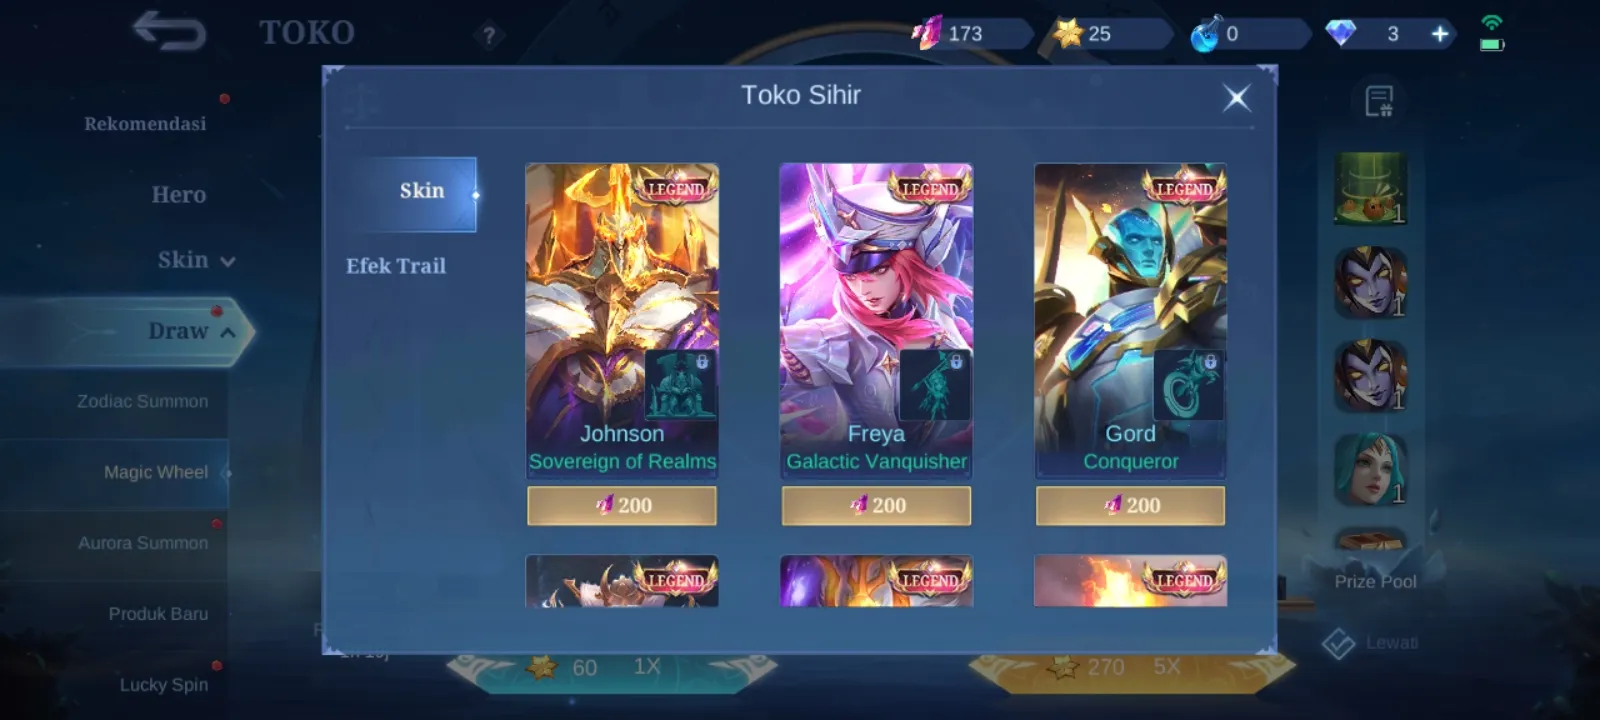 TOKO
?
173
25
0
3
Toko Sihir
Rekomendasi
Hero
Skin
Draw
Zodiac Summon
Magic Wheel
Aurora Summon
Produk Baru
Lucky Spin
Skin
Efek Trail
LEGEND
LEGEND
LEGEND
Johnson
Sovereign of Realms
Freya
Galactic Vanquisher
Gord
Conqueror
200
200
200
LEGEND
LEGEND
LEGEND
1
1
1
1
Prize Pool
Lewati
60 1X
270 5X